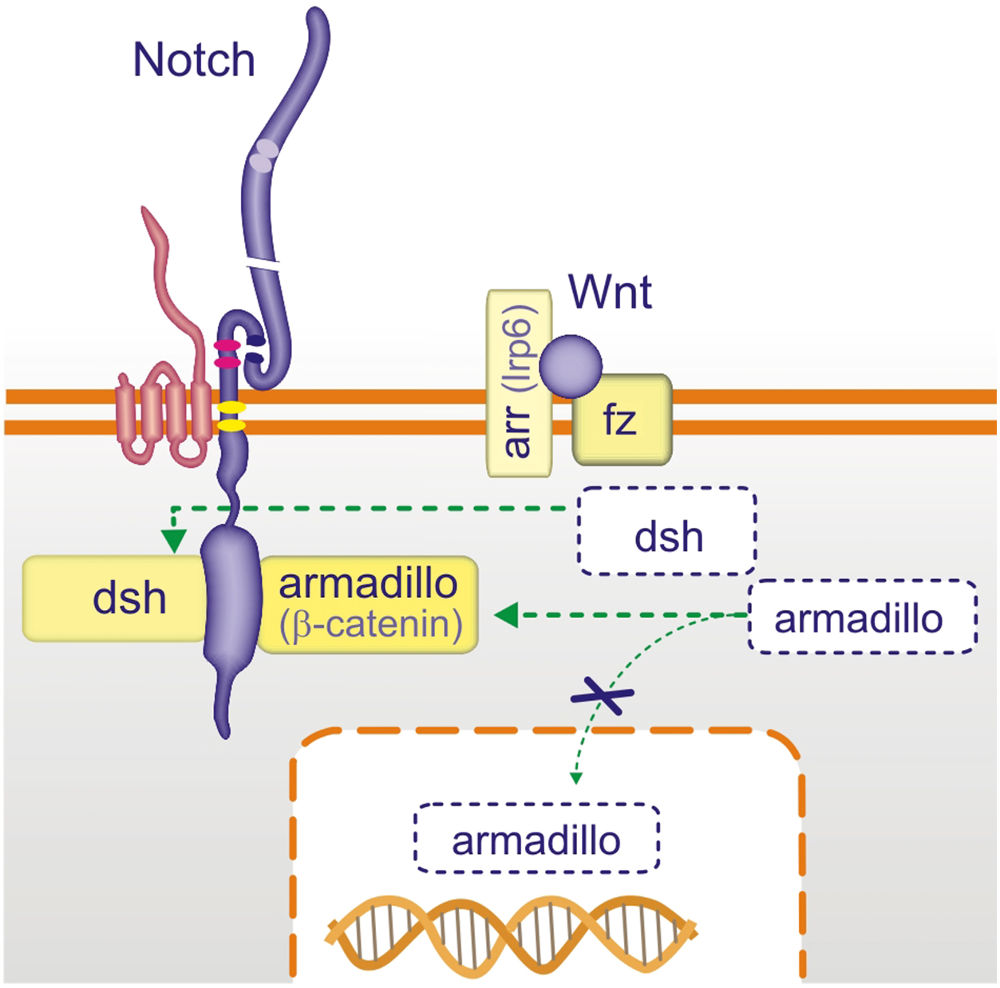 Notch
Wnt
arr (lrp6)
fz
dsh
dsh
armadillo
(β-catenin)
armadillo
armadillo